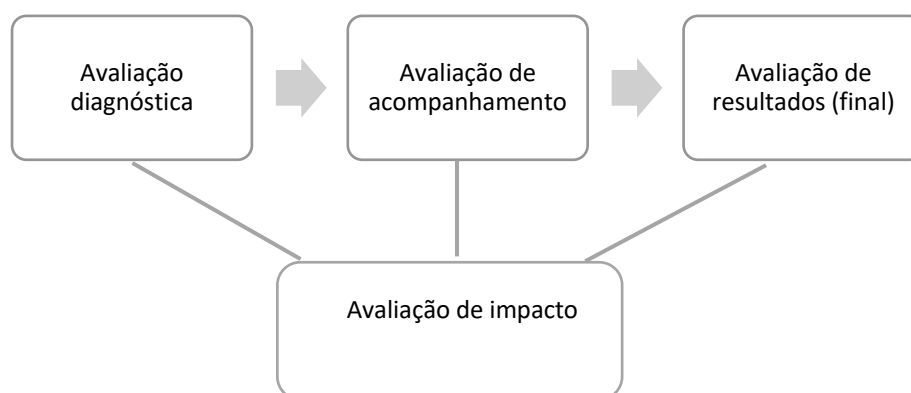 Avaliação
diagnóstica
Avaliação de
acompanhamento
Avaliação de
resultados (final)
Avaliação de impacto